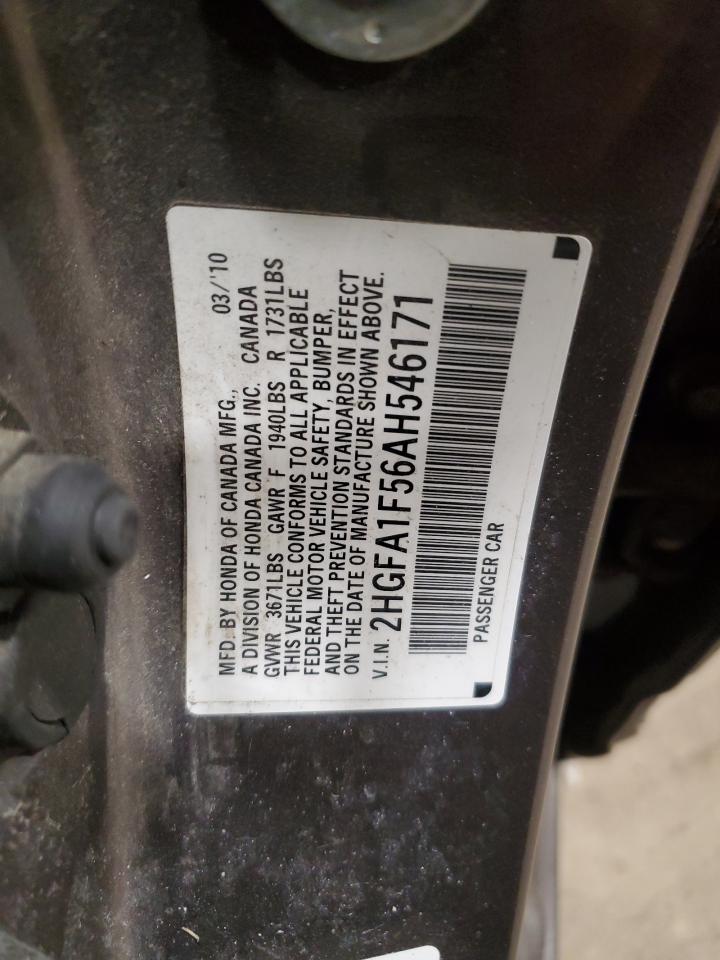 MFD. BY HONDA OF CANADA MFG., 03/'10
A DIVISION OF HONDA CANADA INC. CANADA
GVWR 3671LBS GAWR F 1940LBS R 1731LBS
THIS VEHICLE CONFORMS TO ALL APPLICABLE
FEDERAL MOTOR VEHICLE SAFETY, BUMPER,
AND THEFT PREVENTION STANDARDS IN EFFECT
ON THE DATE OF MANUFACTURE SHOWN ABOVE.
V.I.N. 2HGFA1F56AH546171
PASSENGER CAR